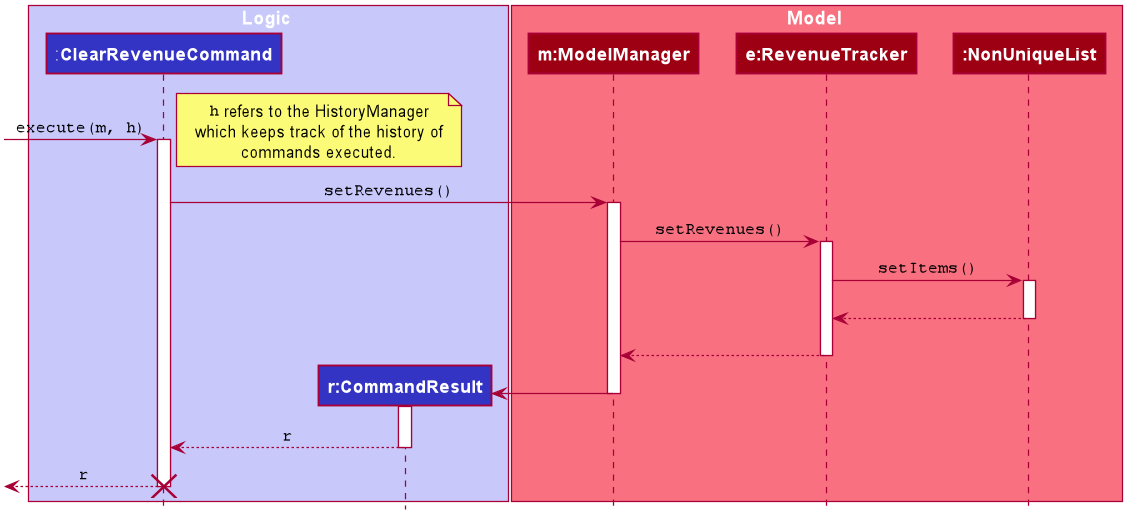 Logic
Model
:ClearRevenueCommand
m:ModelManager
e:RevenueTracker
:NonUniqueList
h refers to the HistoryManager
which keeps track of the history of
commands executed.
execute(m, h)
setRevenues()
setRevenues()
setItems()
r:CommandResult
r
r